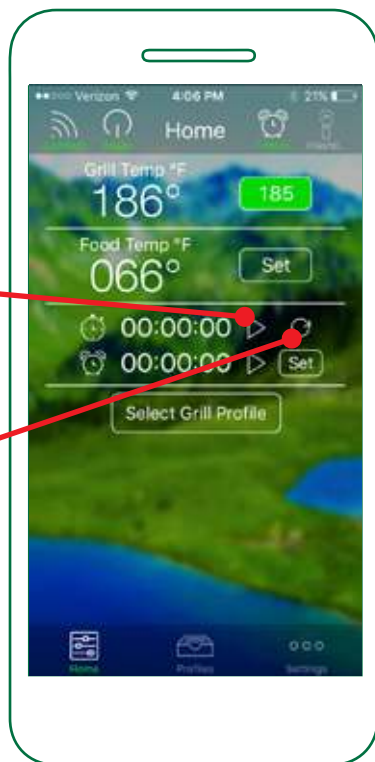 Verizon 4:06 PM 21%
Home
Grill Temp °F
186° 185
Food Temp °F
066° Set
00:00:00
00:00:00 Set
Select Grill Profile
Home Profiles Settings